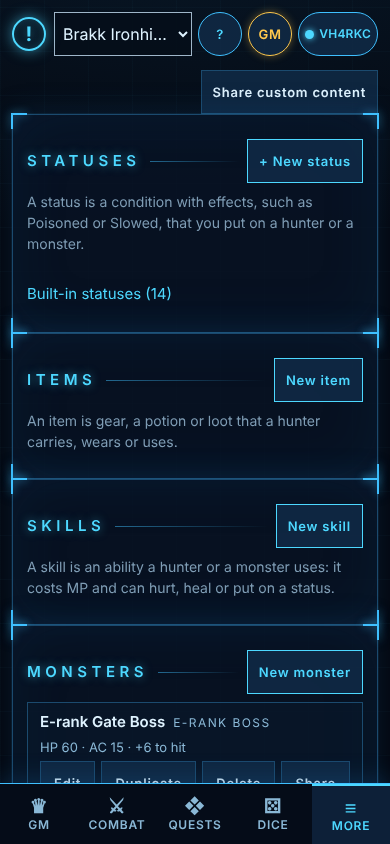 !
Brakk Ironhi...
?
GM
VH4RKC
Share custom content
STATUSES
+ New status
A status is a condition with effects, such as
Poisoned or Slowed, that you put on a hunter or a
monster.
Built-in statuses (14)
ITEMS
New item
An item is gear, a potion or loot that a hunter
carries, wears or uses.
SKILLS
New skill
A skill is an ability a hunter or a monster uses: it
costs MP and can hurt, heal or put on a status.
MONSTERS
New monster
E-rank Gate Boss E-RANK BOSS
HP 60 · AC 15 · +6 to hit
Edit Duplicate Delete Share
GM COMBAT QUESTS DICE MORE